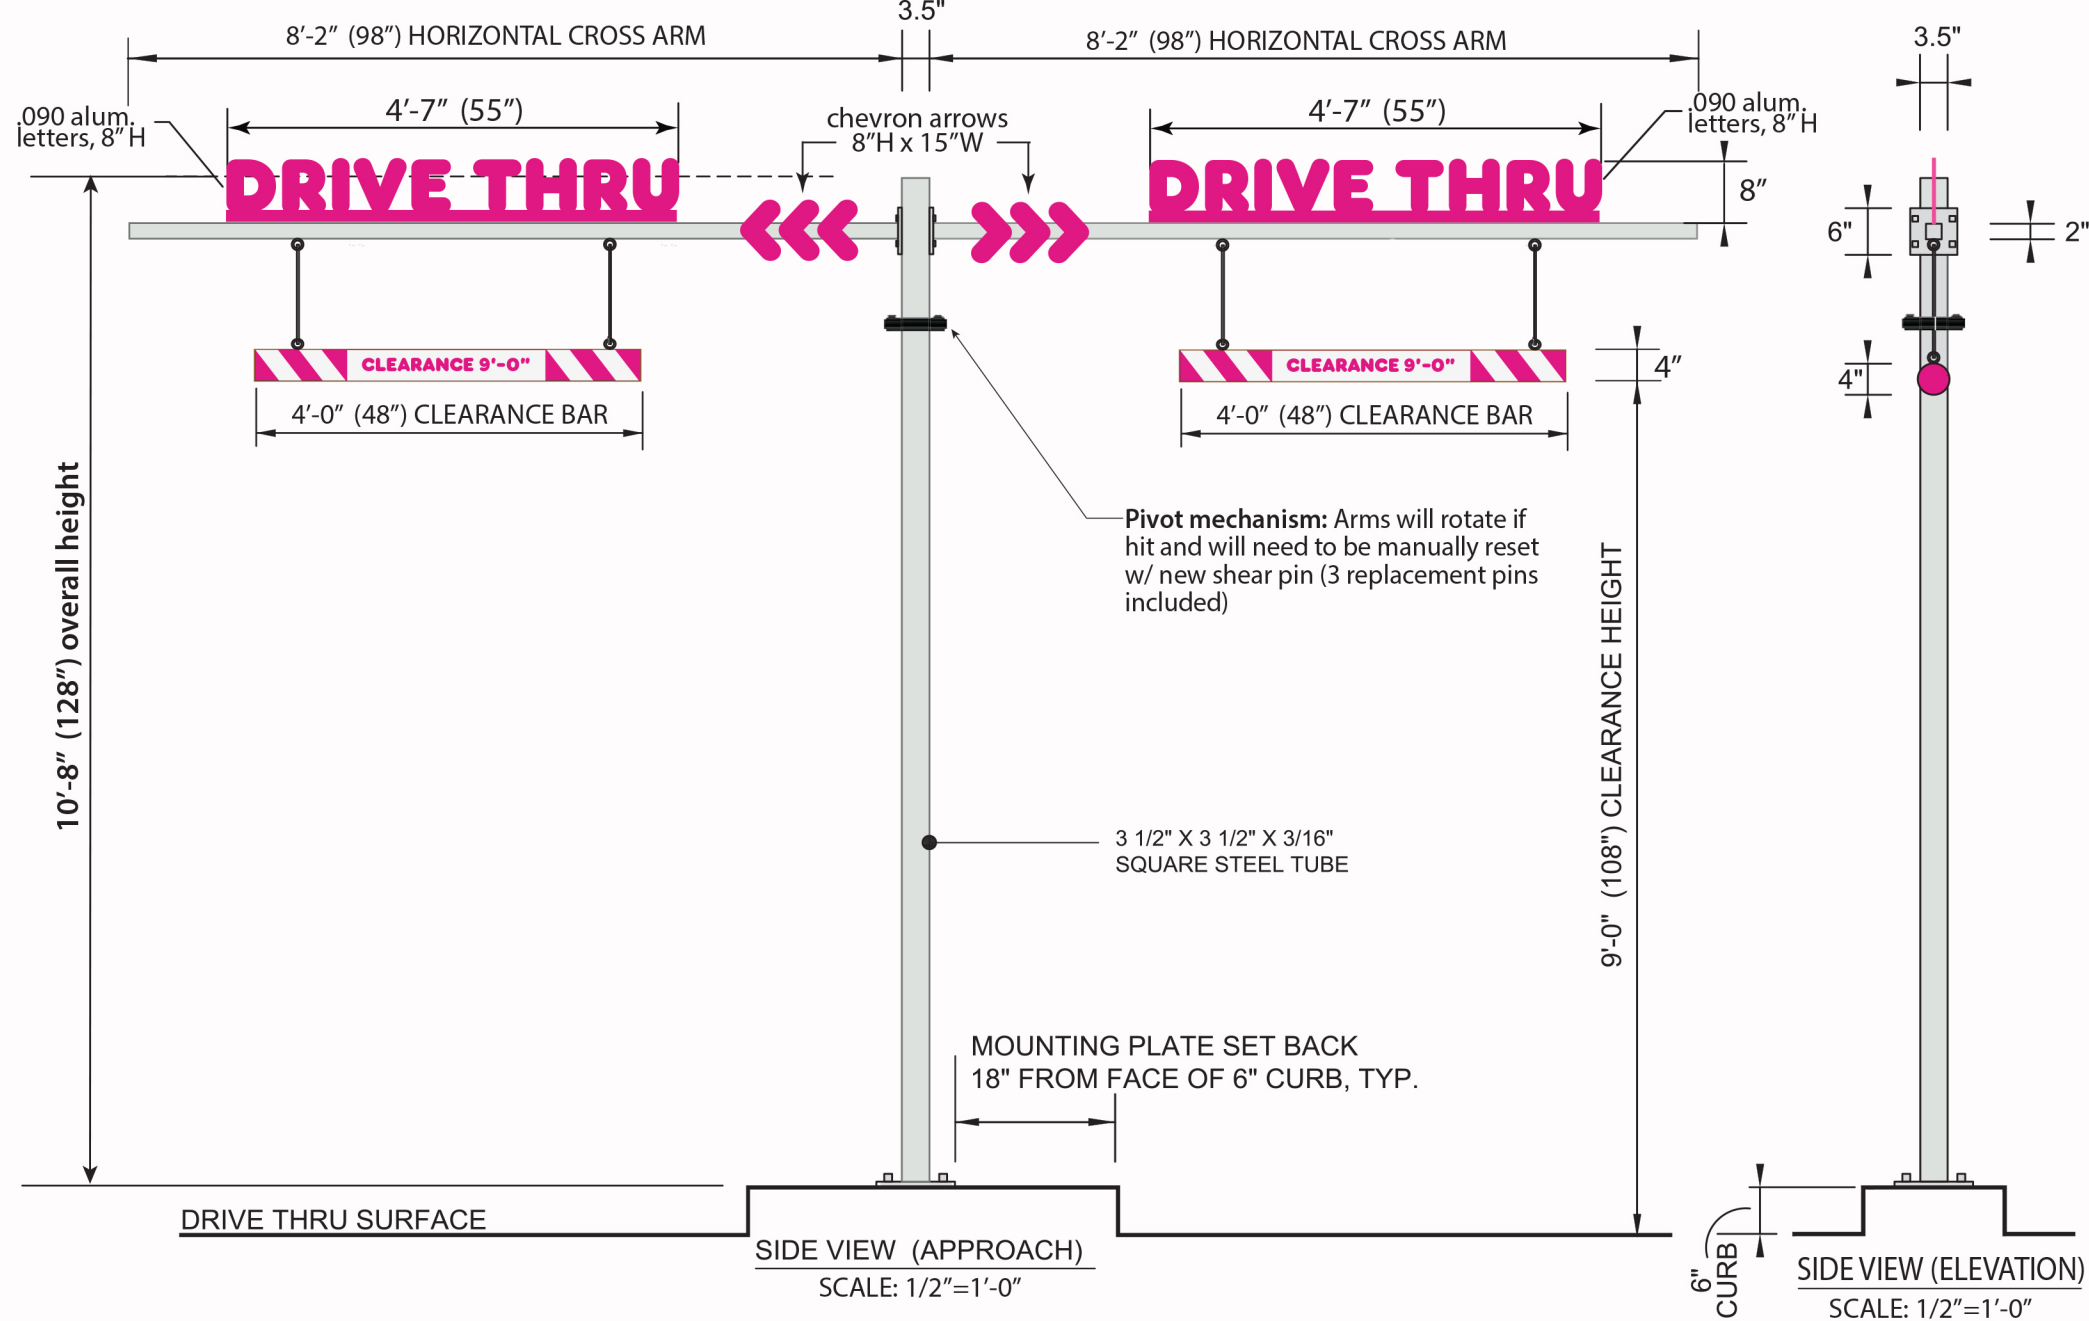 3.5"
8’-2” (98”) HORIZONTAL CROSS ARM
8’-2” (98”) HORIZONTAL CROSS ARM
3.5"
4’-7” (55”)
chevron arrows
8”H x 15”W
4’-7” (55”)
.090 alum.
letters, 8” H
.090 alum.
letters, 8” H
DRIVE THRU
DRIVE THRU
8”
6"
2"
CLEARANCE 9’-0”
CLEARANCE 9’-0”
4”
4"
4’-0” (48”) CLEARANCE BAR
4’-0” (48”) CLEARANCE BAR
10’-8” (128”) overall height
Pivot mechanism: Arms will rotate if
hit and will need to be manually reset
w/ new shear pin (3 replacement pins
included)
9'-0" (108") CLEARANCE HEIGHT
3 1/2" X 3 1/2" X 3/16"
SQUARE STEEL TUBE
MOUNTING PLATE SET BACK
18" FROM FACE OF 6" CURB, TYP.
DRIVE THRU SURFACE
SIDE VIEW (APPROACH)
SCALE: 1/2”=1’-0”
6"
CURB
SIDE VIEW (ELEVATION)
SCALE: 1/2”=1’-0”